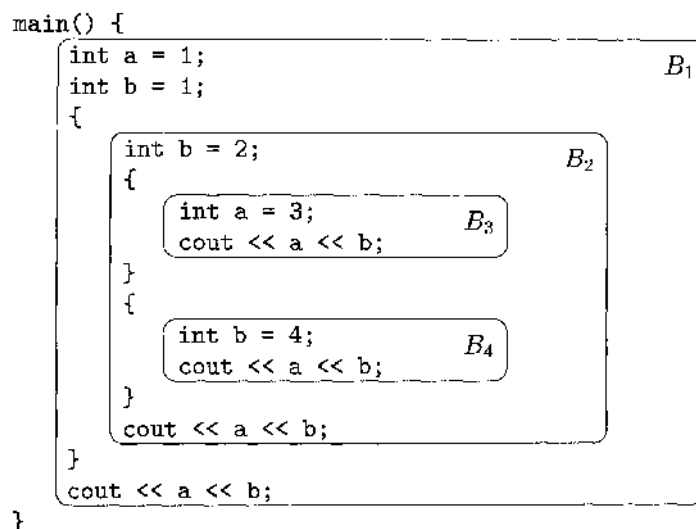 main() {
int a = 1; B1
int b = 1;
{
int b = 2; B2
{
int a = 3; B3
cout << a << b;
}
{
int b = 4; B4
cout << a << b;
}
cout << a << b;
}
cout << a << b;
}